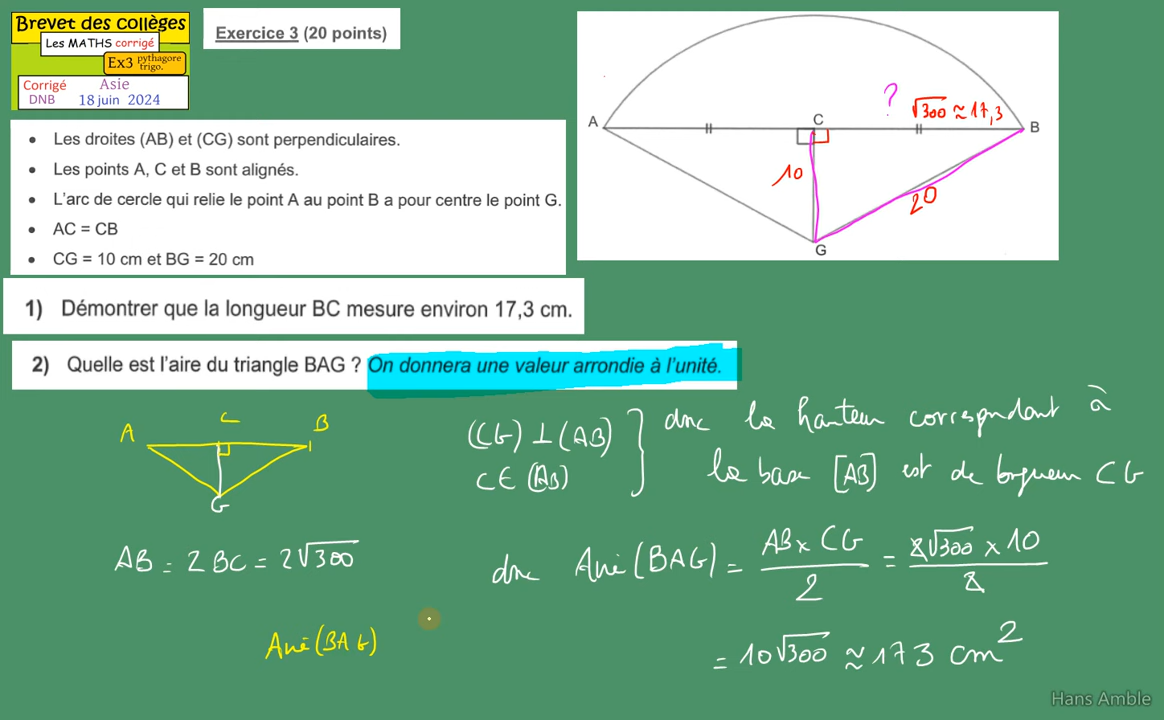 Brevet des collèges
Les MATHS corrigé
Ex3 pythagore trigo.
Corrigé Asie
DNB 18 juin 2024
Exercice 3 (20 points)
• Les droites (AB) et (CG) sont perpendiculaires.
• Les points A, C et B sont alignés.
• L'arc de cercle qui relie le point A au point B a pour centre le point G.
• AC = CB
• CG = 10 cm et BG = 20 cm
?
√300 ≈ 17,3
A
C
B
10
20
G
1) Démontrer que la longueur BC mesure environ 17,3 cm.
2) Quelle est l'aire du triangle BAG ? On donnera une valeur arrondie à l'unité.
A
C
B
G
(CG) ⊥ (AB)
C ∈ (AB)
donc la hauteur correspondant à
la base [AB] est de longueur CG
AB = 2BC = 2√300
donc Aire (BAG) = AB × CG / 2 = 2√300 × 10 / 2
Aire (BAG)
= 10√300 ≈ 173 cm²
Hans Amble